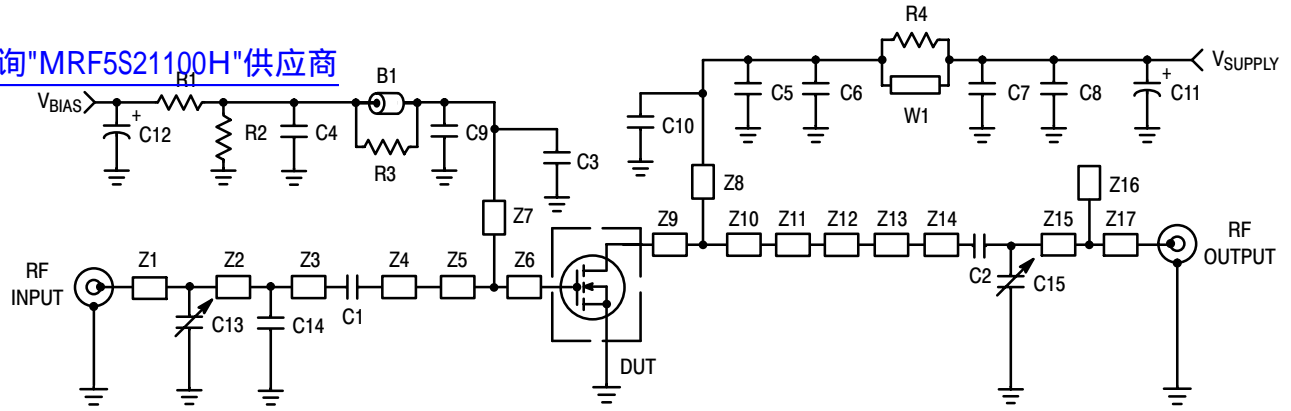 R4
询"MRF5S21100H"供应商
R1
B1
VSUPPLY
VBIAS
C5
C6
C7
C8
+
C11
W1
+
C12
R2
C4
C9
C10
R3
C3
Z8
Z16
Z7
Z9
Z10
Z11
Z12
Z13
Z14
Z15
Z17
RF
OUTPUT
RF
INPUT
Z1
Z2
Z3
Z4
Z5
Z6
C2
C15
C13
C14
C1
DUT